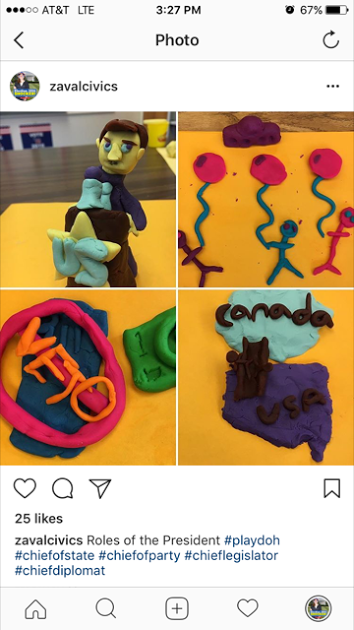 AT&T LTE
3:27 PM
67%
Photo
zavalcivics
U S
VETO
canada
USA
25 likes
zavalcivics Roles of the President #playdoh
#chiefofstate #chiefofparty #chieflegislator
#chiefdiplomat